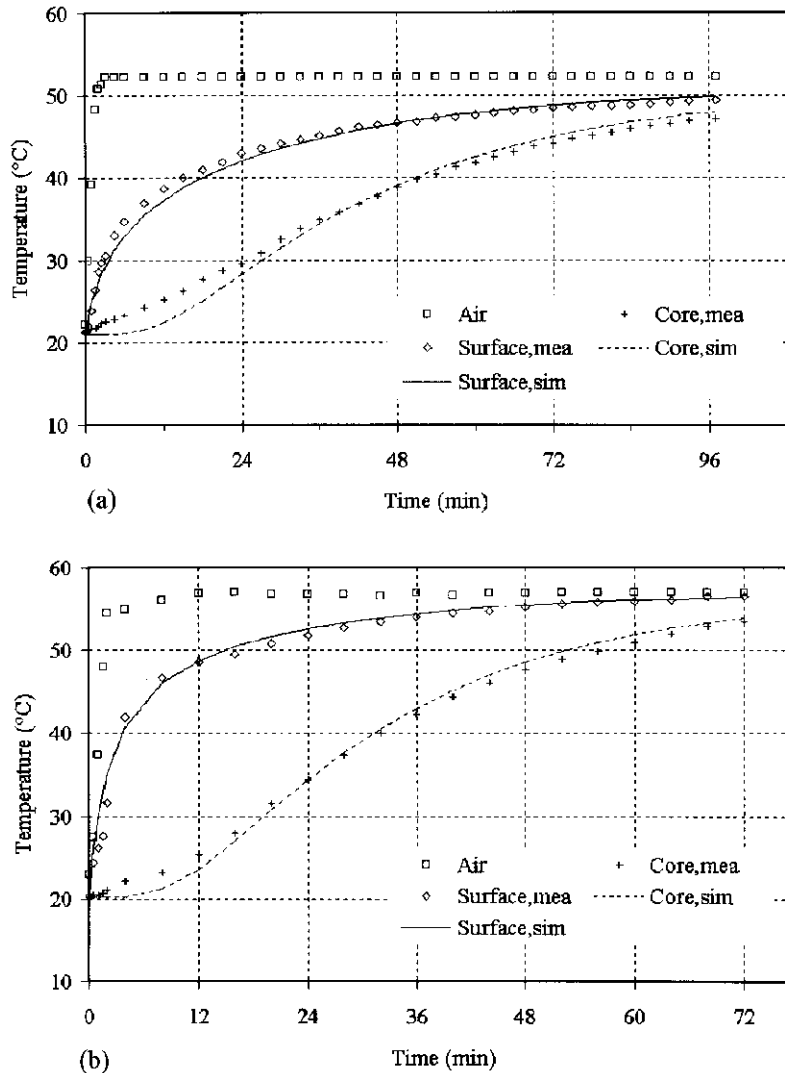 60
50
40
30
20
10
Temperature (°C)
Air
Core,mea
Surface,mea
Core,sim
Surface,sim
0
24
48
72
96
(a)
Time (min)
60
50
40
30
20
10
Temperature (°C)
Air
Core,mea
Surface,mea
Core,sim
Surface,sim
0
12
24
36
48
60
72
(b)
Time (min)